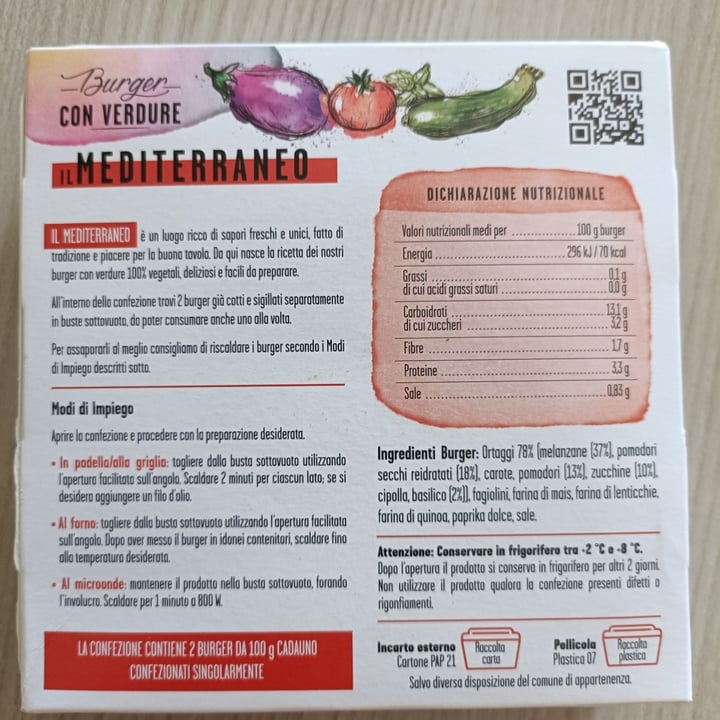 Burger
CON VERDURE
IL MEDITERRANEO
IL MEDITERRANEO è un luogo ricco di sapori freschi e unici, fatto di
tradizione e piacere per la buona tavola. Da qui nasce la ricetta dei nostri
burger con verdure 100% vegetali, deliziosi e facili da preparare.
All'interno della confezione trovi 2 burger già cotti e sigillati separatamente
in buste sottovuoto, da poter consumare anche uno alla volta.
Per assaporarli al meglio consigliamo di riscaldare i burger secondo i Modi
di Impiego descritti sotto.
Modi di Impiego
Aprire la confezione e procedere con la preparazione desiderata.
• In padella/alla griglia: togliere dalla busta sottovuoto utilizzando
l'apertura facilitata sull'angolo. Scaldare 2 minuti per ciascun lato; se si
desidera aggiungere un filo d'olio.
• Al forno: togliere dalla busta sottovuoto utilizzando l'apertura facilitata
sull'angolo. Dopo aver messo il burger in idonei contenitori, scaldare fino
alla temperatura desiderata.
• Al microonde: mantenere il prodotto nella busta sottovuoto, forando
l'involucro. Scaldare per 1 minuto a 800 W.
LA CONFEZIONE CONTIENE 2 BURGER DA 100 g CADAUNO
CONFEZIONATI SINGOLARMENTE
DICHIARAZIONE NUTRIZIONALE
Valori nutrizionali medi per 100 g burger
Energia 296 kJ / 70 kcal
Grassi 0,1 g
di cui acidi grassi saturi 0,0 g
Carboidrati 13,1 g
di cui zuccheri 3,2 g
Fibre 1,7 g
Proteine 3,3 g
Sale 0,83 g
Ingredienti Burger: Ortaggi 78% (melanzane (37%), pomodori
secchi reidratati (18%), carote, pomodori (13%), zucchine (10%),
cipolla, basilico (2%)), fagiolini, farina di mais, farina di lenticchie,
farina di quinoa, paprika dolce, sale.
Attenzione: Conservare in frigorifero tra +2 °C e +8 °C.
Dopo l'apertura il prodotto si conserva in frigorifero per altri 2 giorni.
Non utilizzare il prodotto qualora la confezione presenti difetti o
rigonfiamenti.
Incarto esterno
Cartone PAP 21
Raccolta
carta
Pellicola
Plastica 07
Raccolta
plastica
Salvo diversa disposizione del comune di appartenenza.